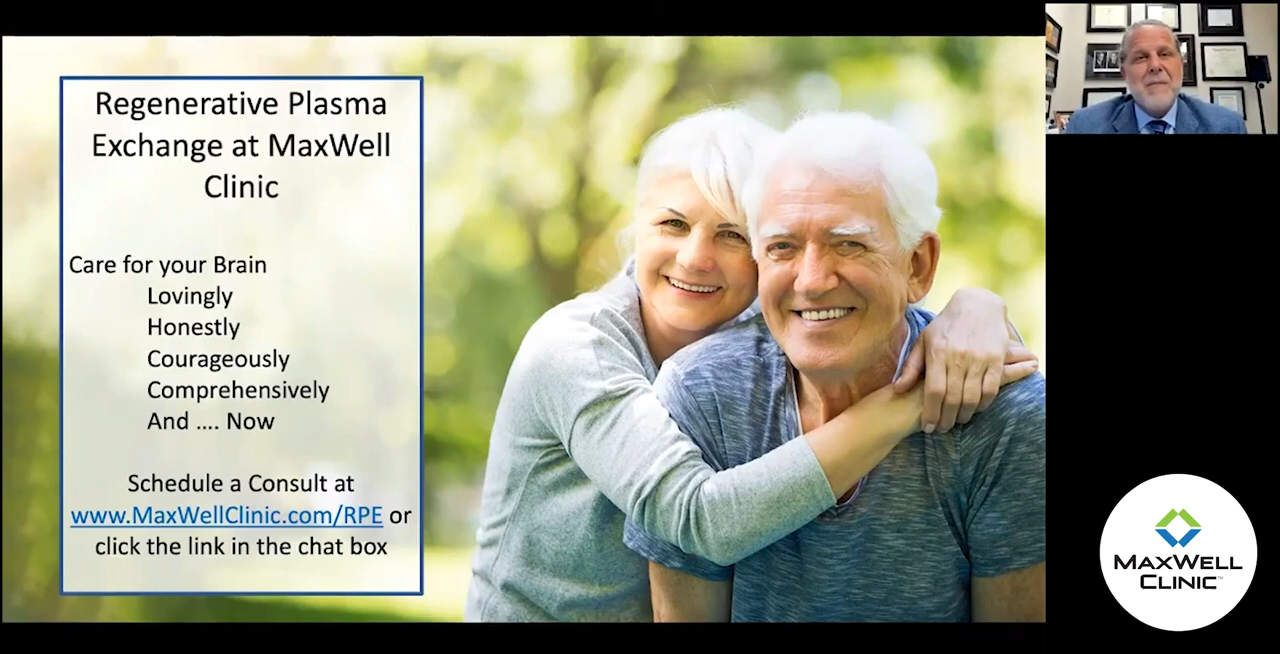 Regenerative Plasma
Exchange at MaxWell
Clinic
Care for your Brain
Lovingly
Honestly
Courageously
Comprehensively
And .... Now
Schedule a Consult at
www.MaxWellClinic.com/RPE or
click the link in the chat box
MAXWELL
CLINIC™